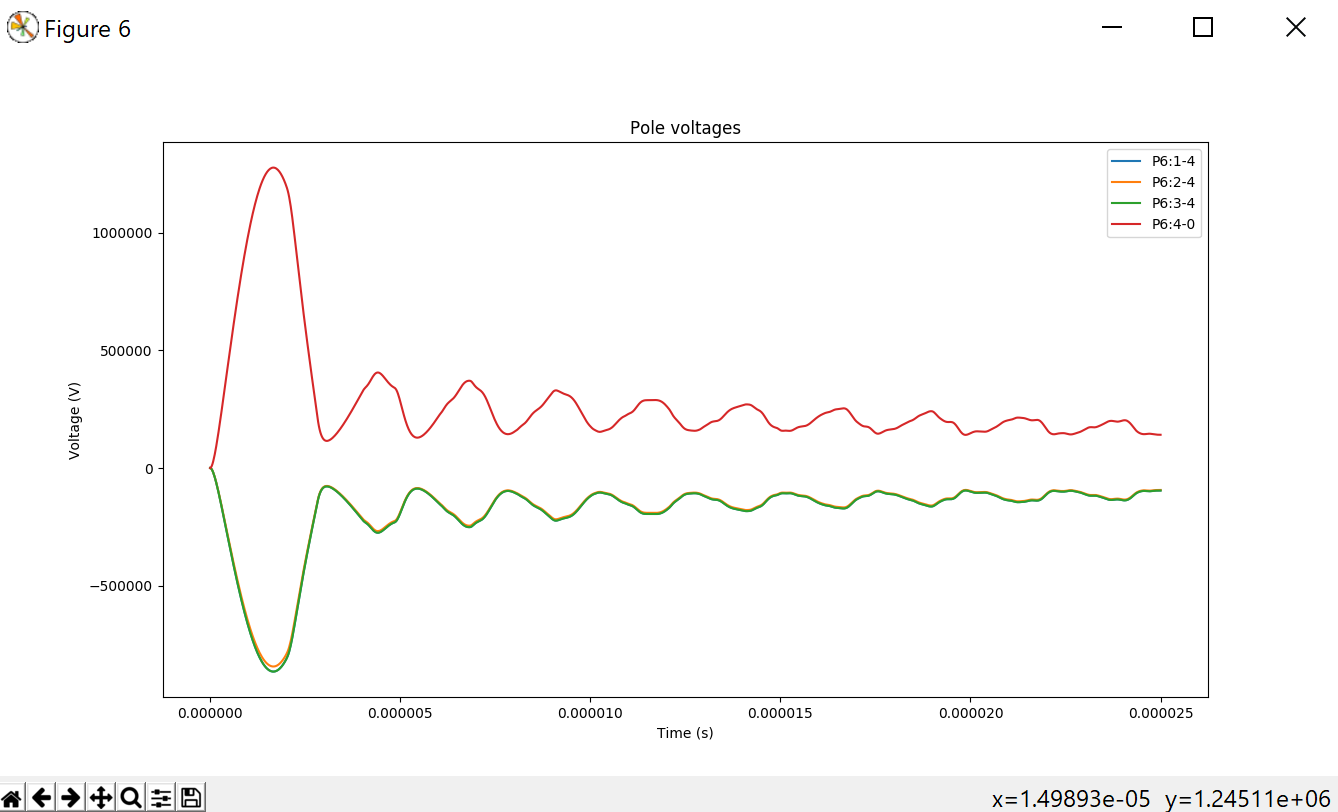 Figure 6
Pole voltages
P6:1-4
P6:2-4
P6:3-4
P6:4-0
1000000
500000
0
−500000
Voltage (V)
0.000000 0.000005 0.000010 0.000015 0.000020 0.000025
Time (s)
x=1.49893e-05 y=1.24511e+06